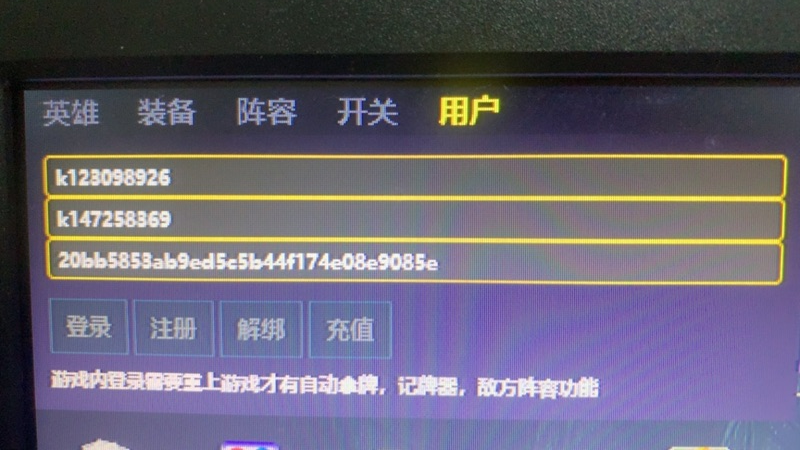 英雄 装备 阵容 开关 用户
k123098926
k147258369
20bb5853ab9ed5c5b44f174e08e9085e
登录 注册 解绑 充值
游戏内登录需要重上游戏才有自动拿牌，记牌器，敌方阵容功能